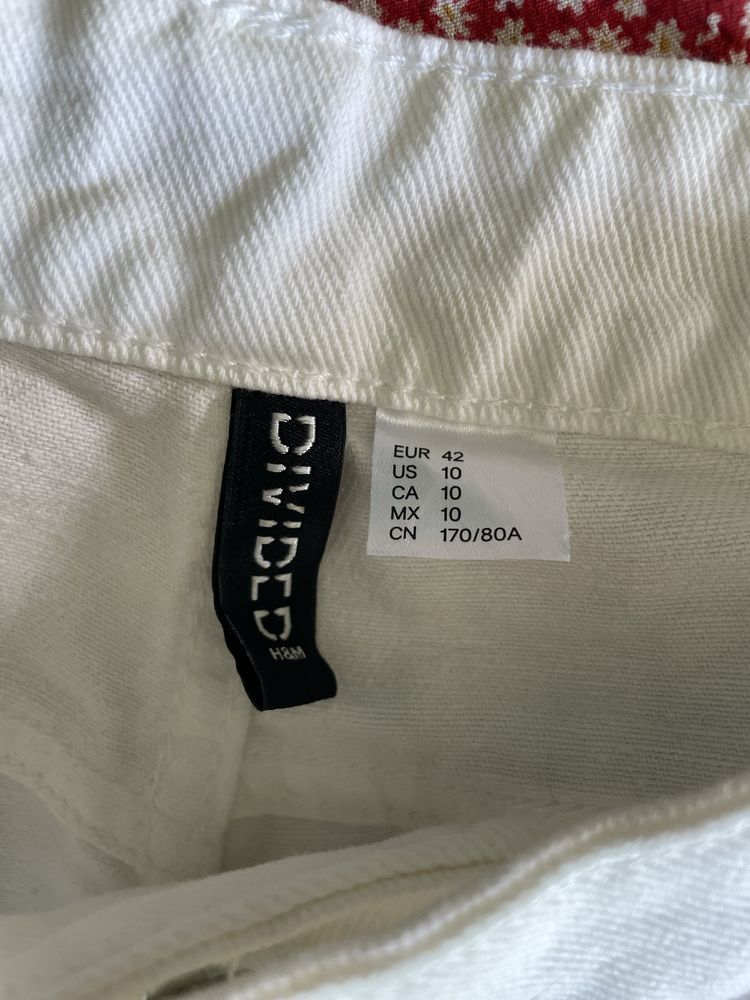 DIVIDED
H&M
EUR 42
US 10
CA 10
MX 10
CN 170/80A